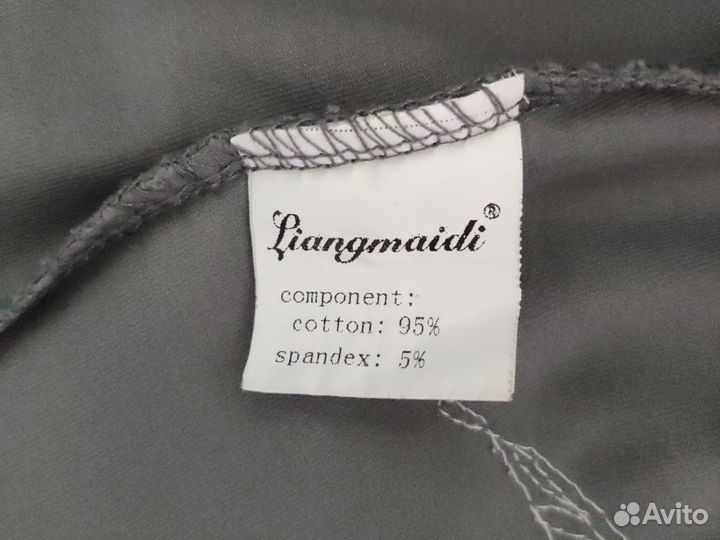 Liangmaidi®
component:
cotton: 95%
spandex: 5%
Avito